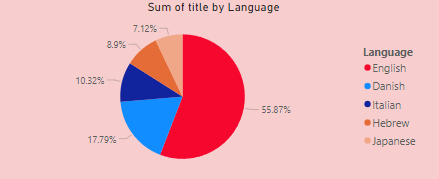 Sum of title by Language
7.12%
8.9%
10.32%
17.79%
55.87%
Language
English
Danish
Italian
Hebrew
Japanese